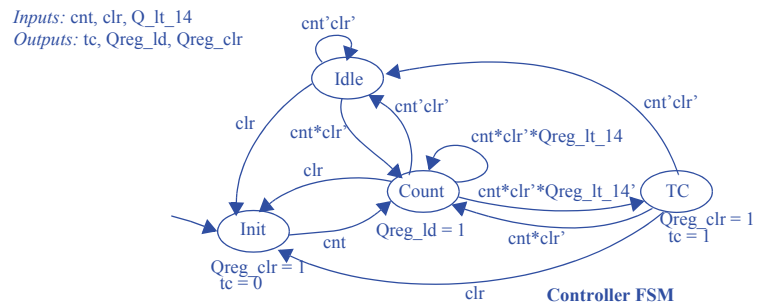 Inputs: cnt, clr, Q_lt_14
Outputs: tc, Qreg_ld, Qreg_clr
cnt'clr'
Idle
cnt'clr'
cnt'clr'
clr
cnt*clr'
cnt*clr'*Qreg_lt_14
clr
Count
cnt*clr'*Qreg_lt_14'
TC
Init
cnt
Qreg_ld = 1
cnt*clr'
Qreg_clr = 1
tc = 1
Qreg_clr = 1
tc = 0
clr
Controller FSM